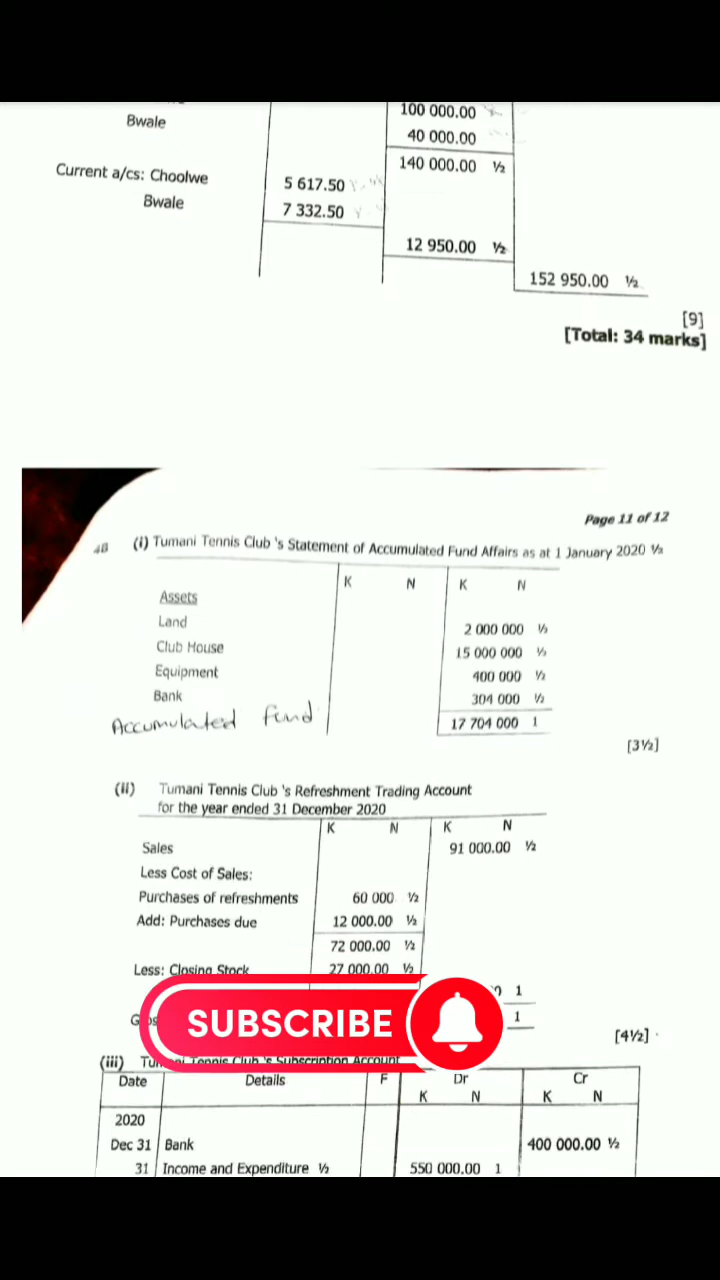 100 000.00
Bwale 40 000.00
140 000.00 ½
Current a/cs: Choolwe 5 617.50
Bwale 7 332.50
12 950.00 ½
152 950.00 ½
[9]
[Total: 34 marks]
Page 11 of 12
4B (i) Tumani Tennis Club 's Statement of Accumulated Fund Affairs as at 1 January 2020 ½
K N K N
Assets
Land 2 000 000 ½
Club House 15 000 000 ½
Equipment 400 000 ½
Bank 304 000 ½
Accumulated fund 17 704 000 1
[3½]
(ii) Tumani Tennis Club 's Refreshment Trading Account
for the year ended 31 December 2020
K N K N
Sales 91 000.00 ½
Less Cost of Sales:
Purchases of refreshments 60 000 ½
Add: Purchases due 12 000.00 ½
72 000.00 ½
Less: Closing Stock 27 000.00 ½
1
SUBSCRIBE
1
[4½]
(iii) Tennis Club 's Subscription Account
Date Details F Dr Cr
K N K N
2020
Dec 31 Bank 400 000.00 ½
31 Income and Expenditure ½ 550 000.00 1